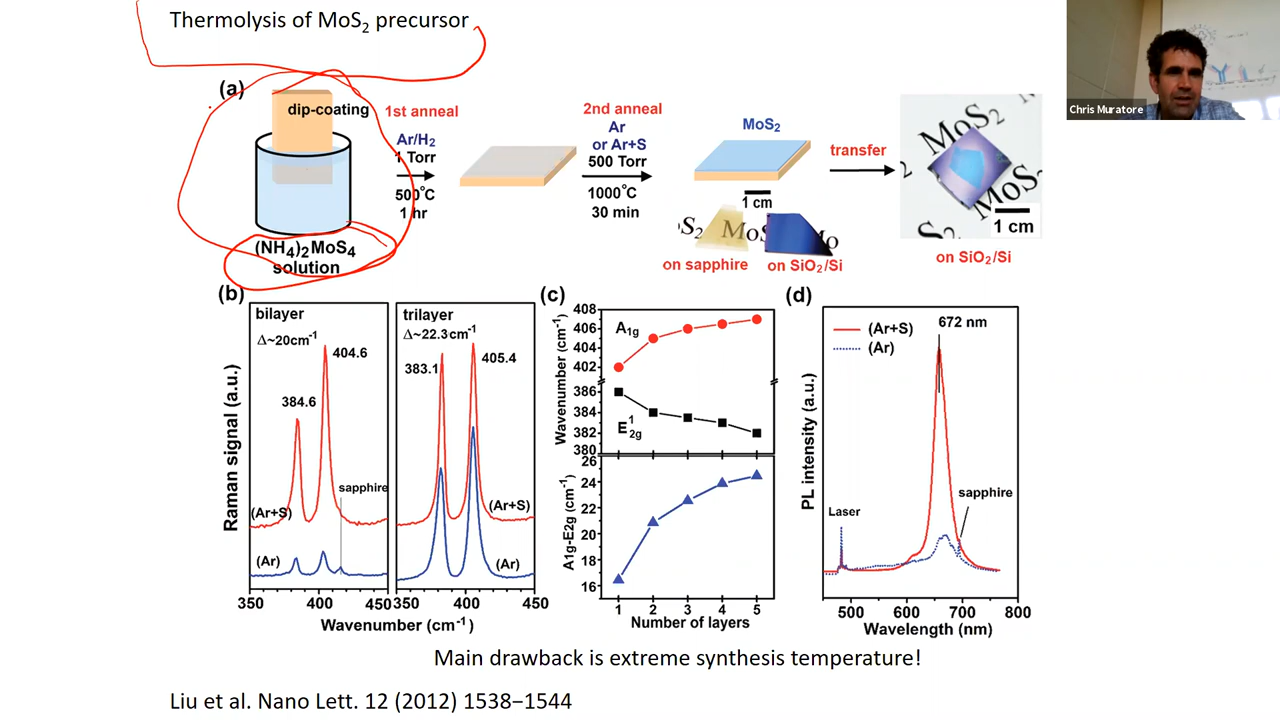 Thermolysis of MoS2 precursor
Chris Muratore
(a)
dip-coating
(NH4)2MoS4
solution
1st anneal
Ar/H2
1 Torr
500°C
1 hr
2nd anneal
Ar
or Ar+S
500 Torr
1000°C
30 min
MoS2
1 cm
S2 MoS Mo
on sapphire
on SiO2/Si
transfer
MoS2
MoS
1 cm
on SiO2/Si
(b)
bilayer
Δ~20cm-1
404.6
384.6
sapphire
(Ar+S)
(Ar)
trilayer
Δ~22.3cm-1
383.1
405.4
(Ar+S)
(Ar)
Raman signal (a.u.)
350 400 450
350 400 450
Wavenumber (cm-1)
(c)
408
406
404
402
386
384
382
380
A1g
E12g
Wavenumber (cm-1)
26
24
22
20
18
16
A1g-E2g (cm-1)
1 2 3 4 5
Number of layers
(d)
(Ar+S)
(Ar)
672 nm
Laser
sapphire
PL intensity (a.u.)
500 600 700 800
Wavelength (nm)
Main drawback is extreme synthesis temperature!
Liu et al. Nano Lett. 12 (2012) 1538−1544